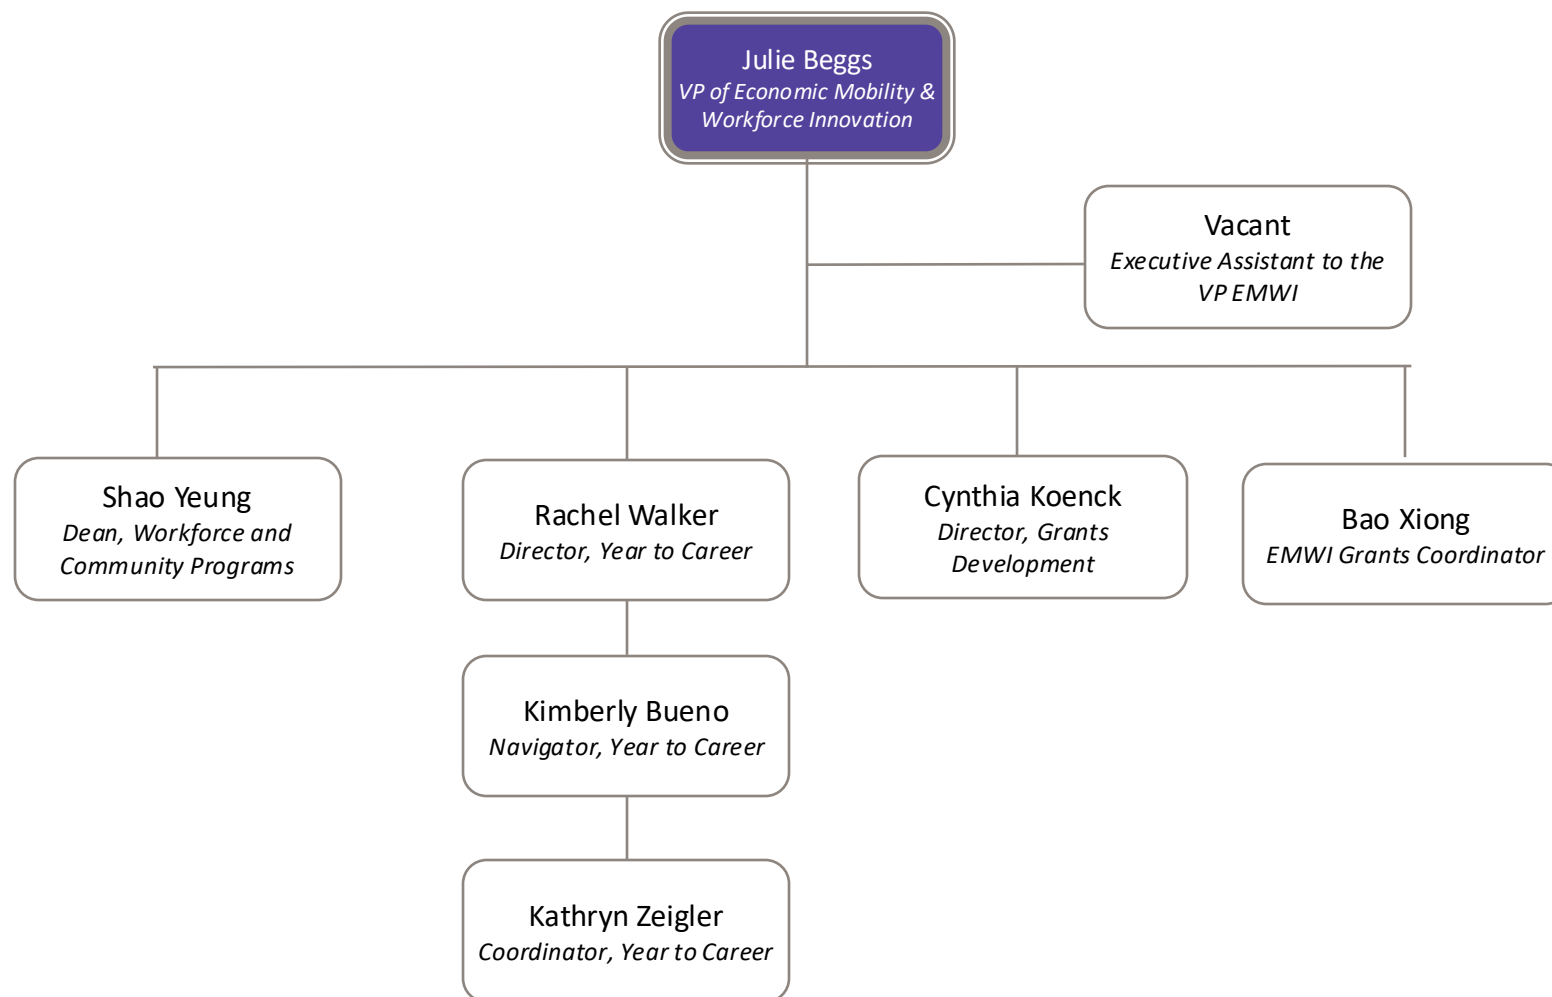 Julie Beggs
VP of Economic Mobility &
Workforce Innovation
Vacant
Executive Assistant to the
VP EMWI
Shao Yeung
Dean, Workforce and
Community Programs
Rachel Walker
Director, Year to Career
Cynthia Koenck
Director, Grants
Development
Bao Xiong
EMWI Grants Coordinator
Kimberly Bueno
Navigator, Year to Career
Kathryn Zeigler
Coordinator, Year to Career